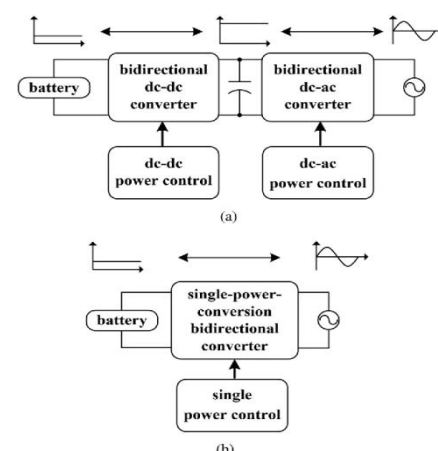 bidirectional
dc-dc
converter
bidirectional
dc-ac
converter
battery
dc-dc
power control
dc-ac
power control
(a)
single-power-
conversion
bidirectional
converter
battery
single
power control
(b)